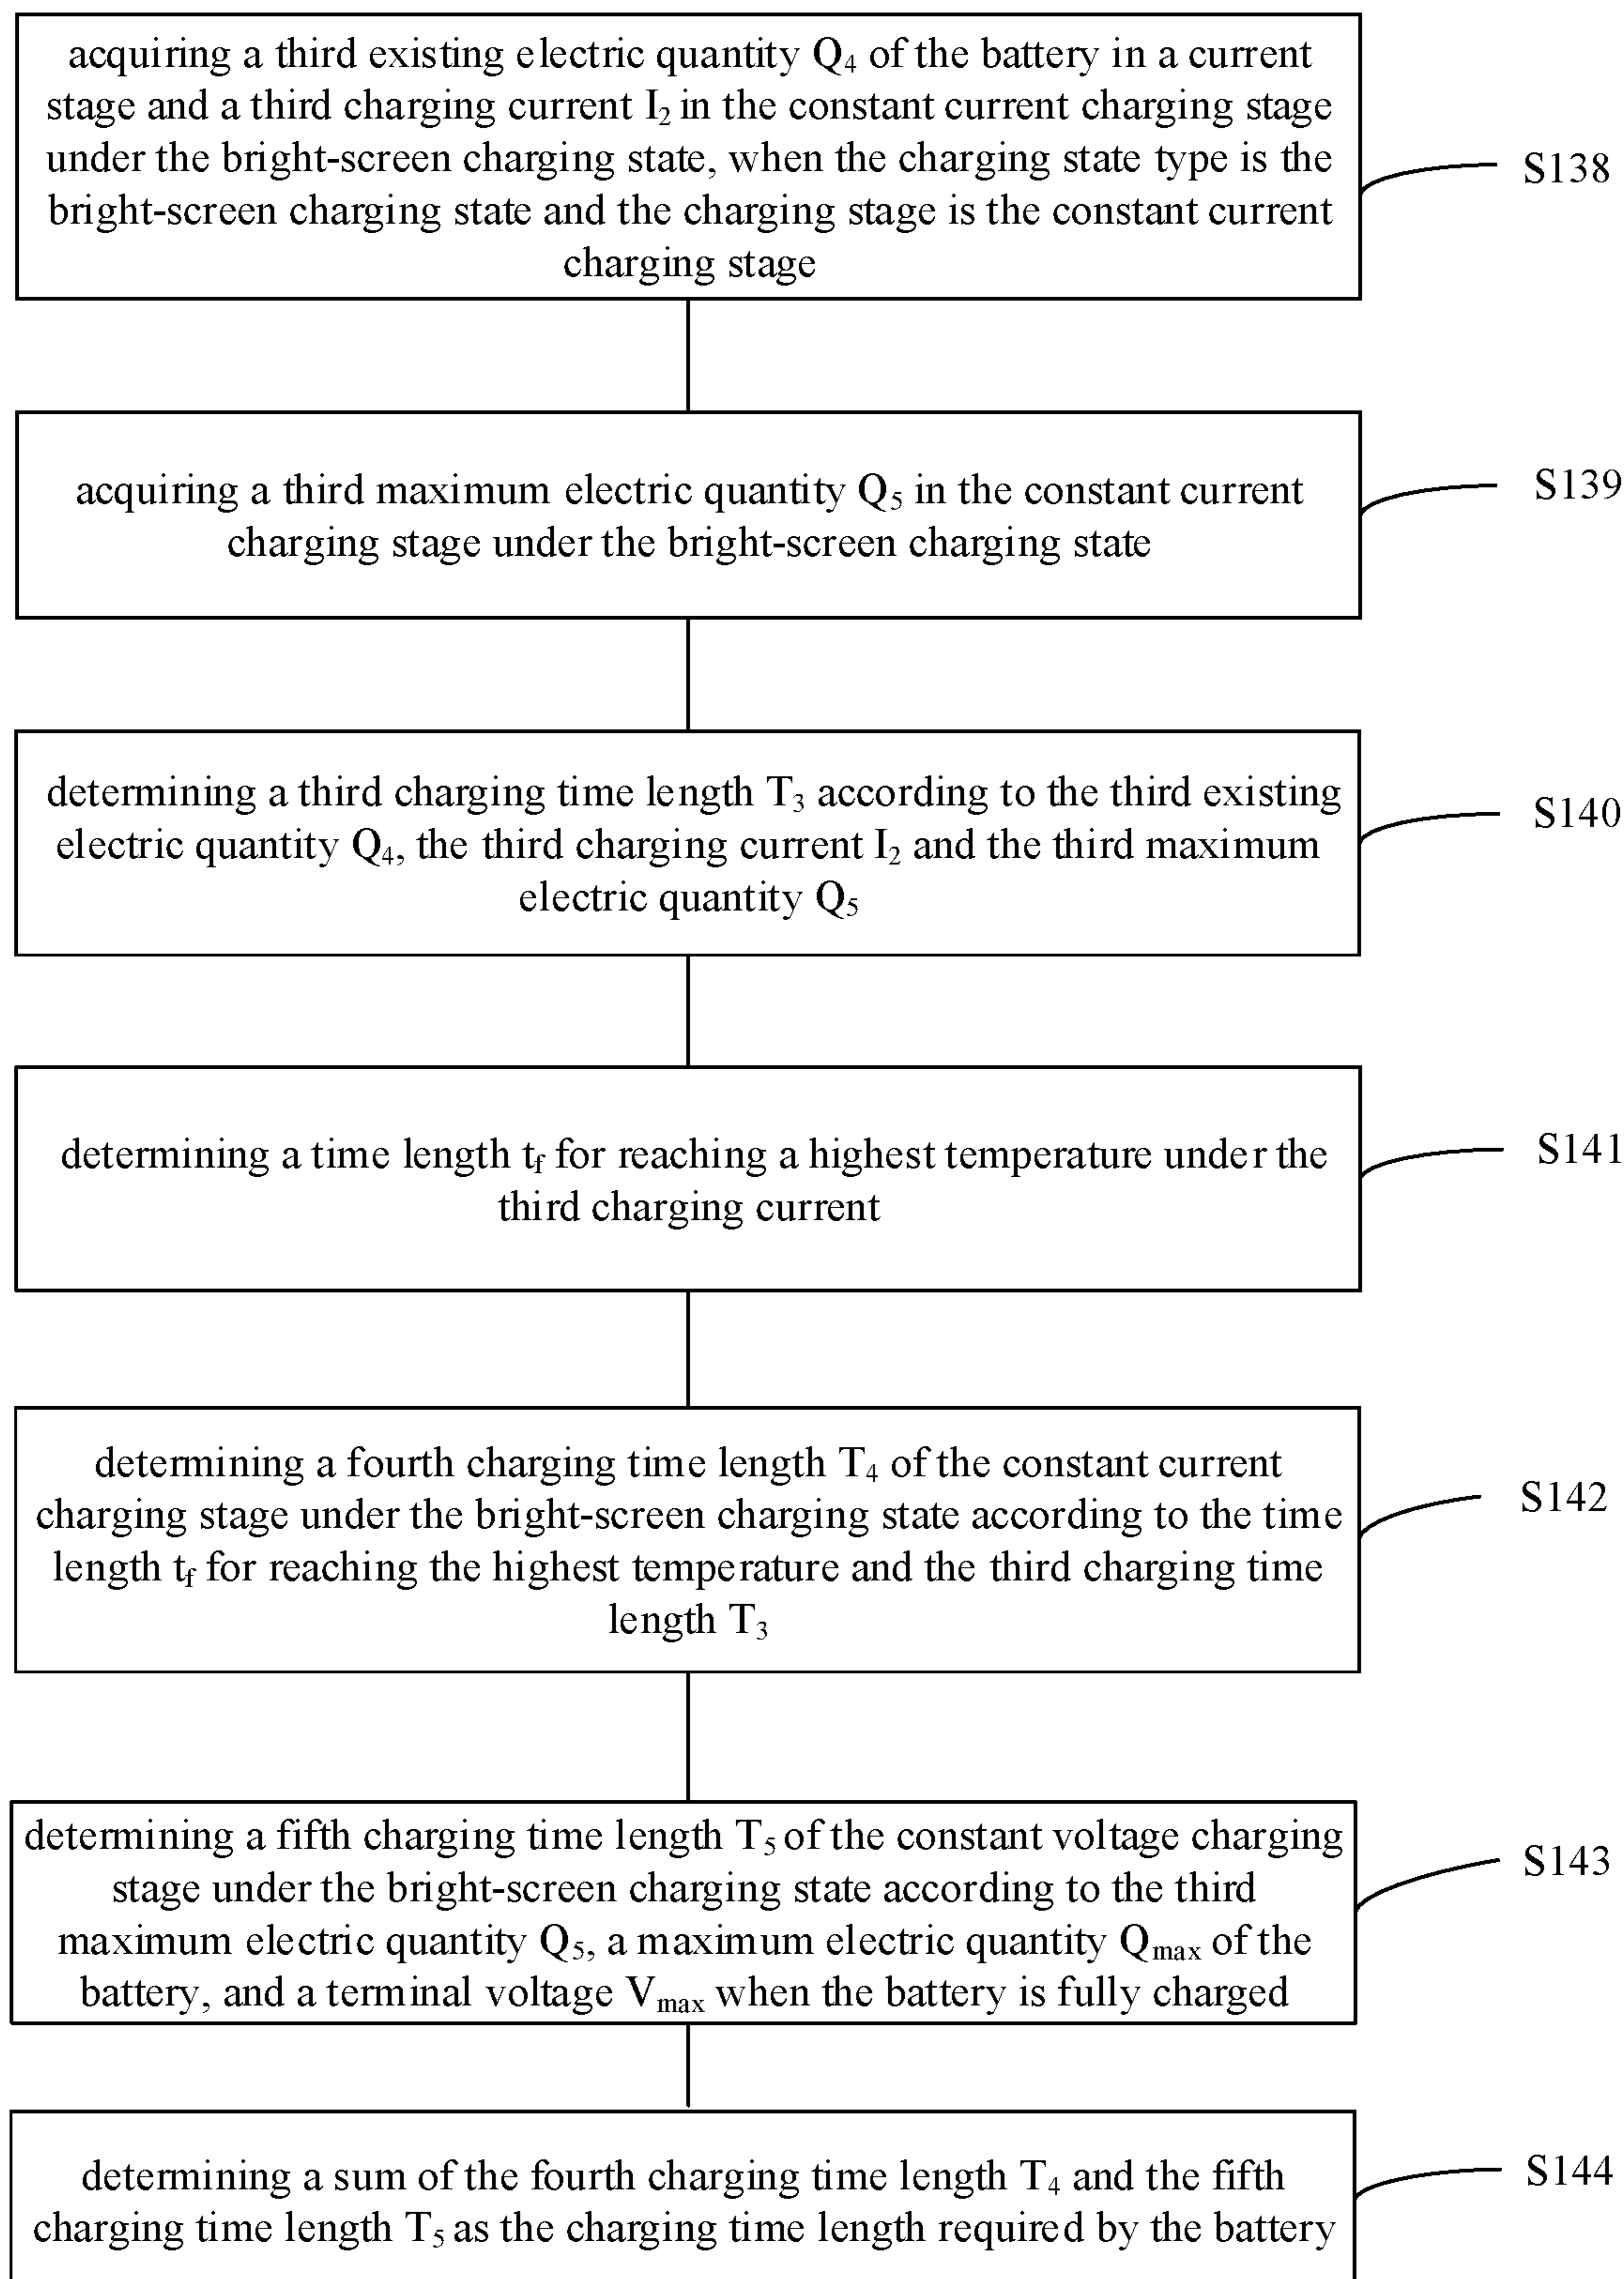 acquiring a third existing electric quantity Q₄ of the battery in a current
stage and a third charging current I₂ in the constant current charging stage
under the bright-screen charging state, when the charging state type is the
bright-screen charging state and the charging stage is the constant current
charging stage
S138
acquiring a third maximum electric quantity Q₅ in the constant current
charging stage under the bright-screen charging state
S139
determining a third charging time length T₃ according to the third existing
electric quantity Q₄, the third charging current I₂ and the third maximum
electric quantity Q₅
S140
determining a time length t_f for reaching a highest temperature under the
third charging current
S141
determining a fourth charging time length T₄ of the constant current
charging stage under the bright-screen charging state according to the time
length t_f for reaching the highest temperature and the third charging time
length T₃
S142
determining a fifth charging time length T₅ of the constant voltage charging
stage under the bright-screen charging state according to the third
maximum electric quantity Q₅, a maximum electric quantity Q_max of the
battery, and a terminal voltage V_max when the battery is fully charged
S143
determining a sum of the fourth charging time length T₄ and the fifth
charging time length T₅ as the charging time length required by the battery
S144